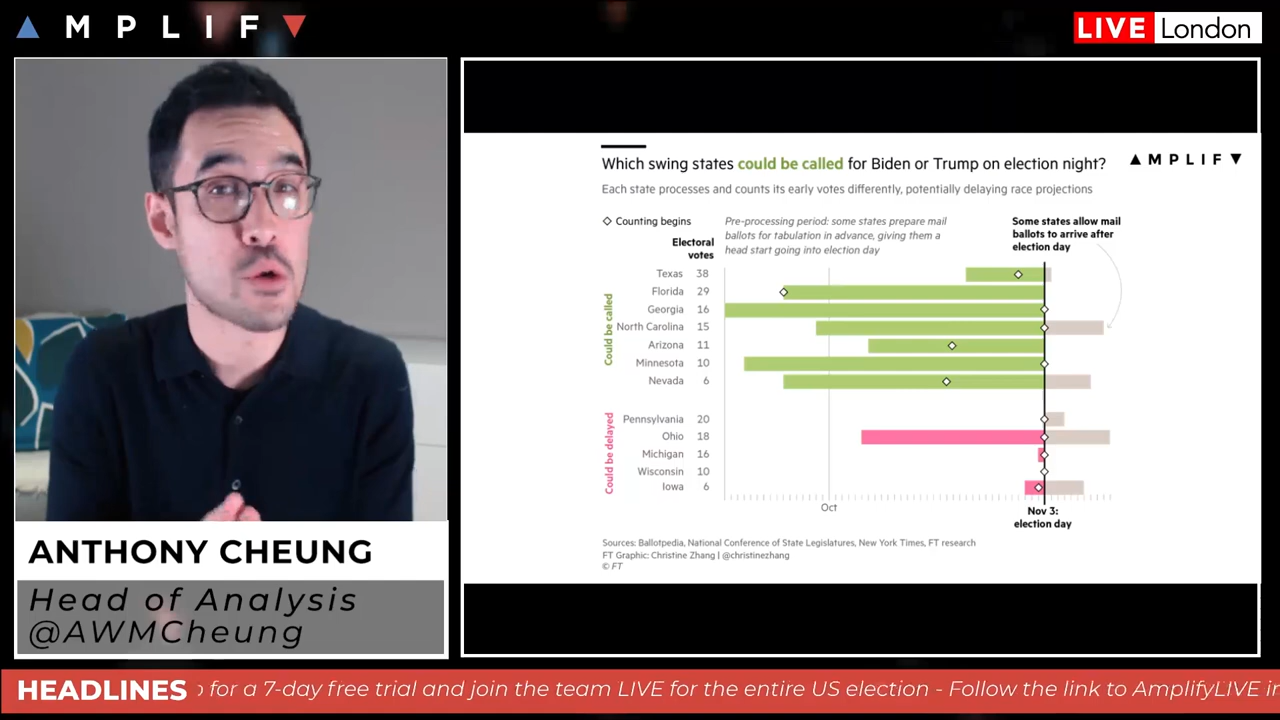 AMPLIFY
LIVE London
Which swing states could be called for Biden or Trump on election night?
AMPLIFY
Each state processes and counts its early votes differently, potentially delaying race projections
Counting begins
Pre-processing period: some states prepare mail
ballots for tabulation in advance, giving them a
head start going into election day
Some states allow mail
ballots to arrive after
election day
Electoral
votes
Could be called
Texas 38
Florida 29
Georgia 16
North Carolina 15
Arizona 11
Minnesota 10
Nevada 6
Could be delayed
Pennsylvania 20
Ohio 18
Michigan 16
Wisconsin 10
Iowa 6
Oct
Nov 3:
election day
Sources: Ballotpedia, National Conference of State Legislatures, New York Times, FT research
FT Graphic: Christine Zhang | @christinezhang
© FT
ANTHONY CHEUNG
Head of Analysis
@AWMCheung
HEADLINES for a 7-day free trial and join the team LIVE for the entire US election - Follow the link to AmplifyLIVE in